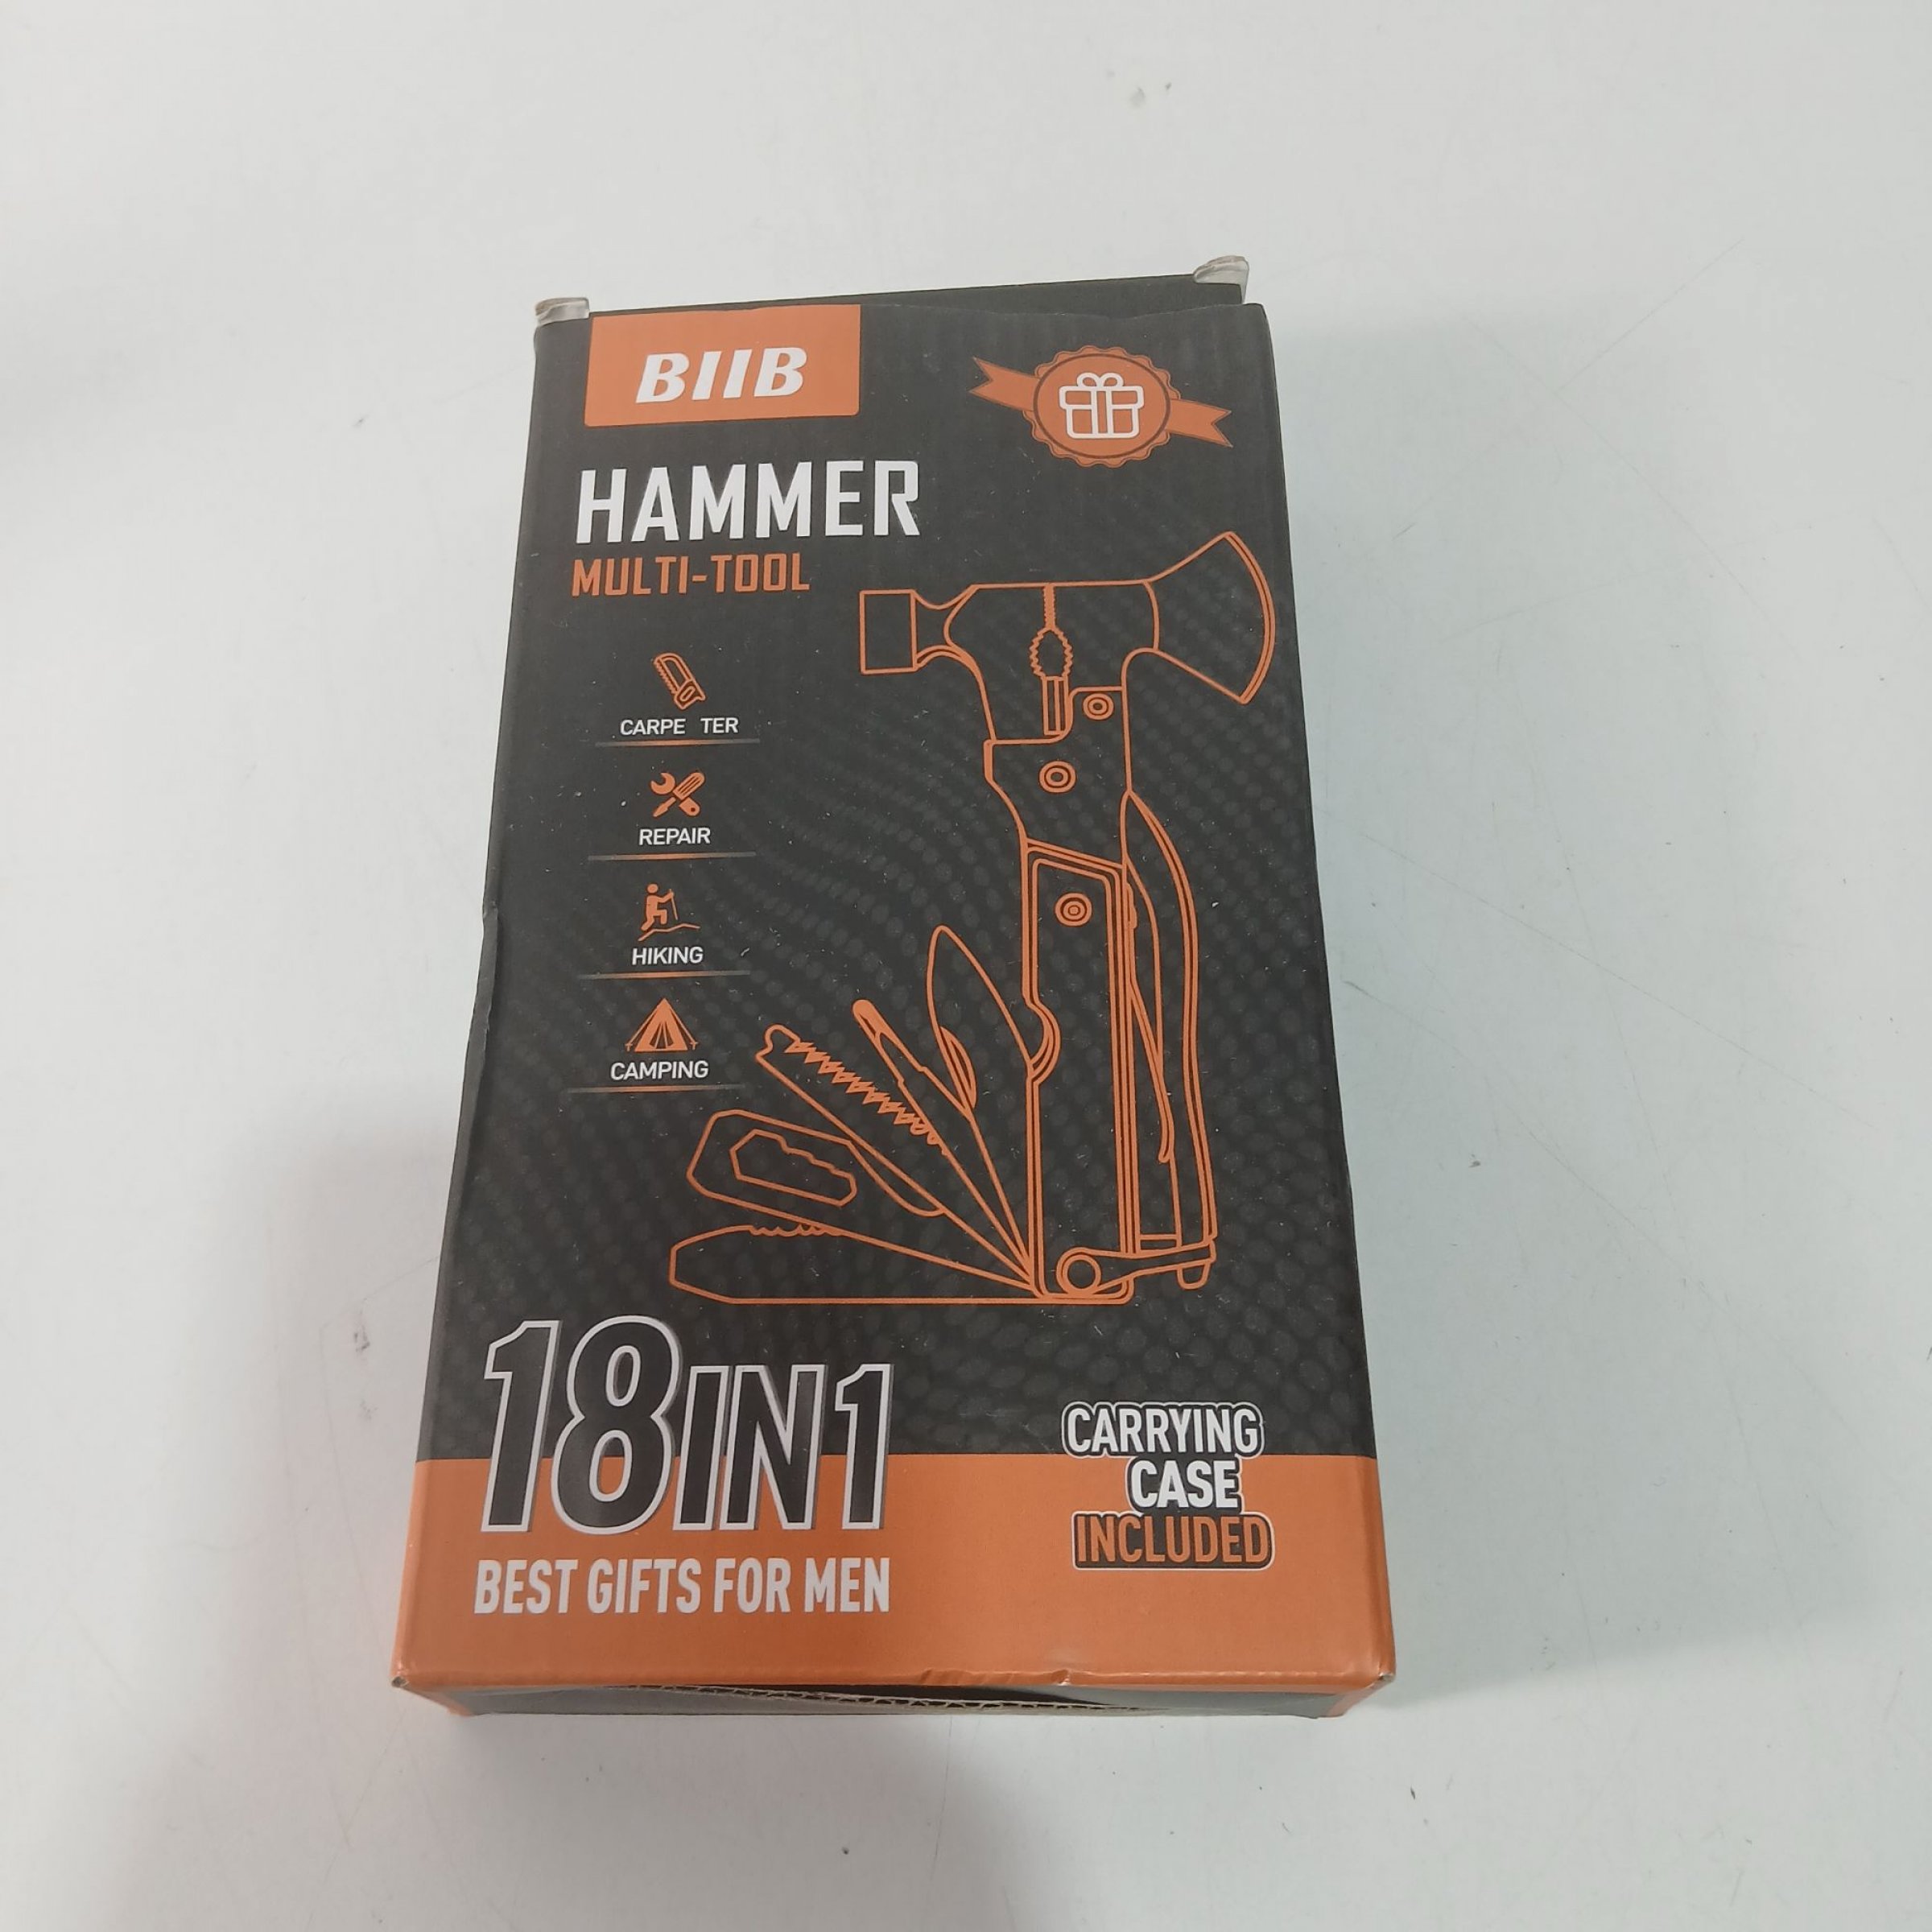 BIIB
HAMMER
MULTI-TOOL
CARPE TER
REPAIR
HIKING
CAMPING
18IN1
BEST GIFTS FOR MEN
CARRYING
CASE
INCLUDED